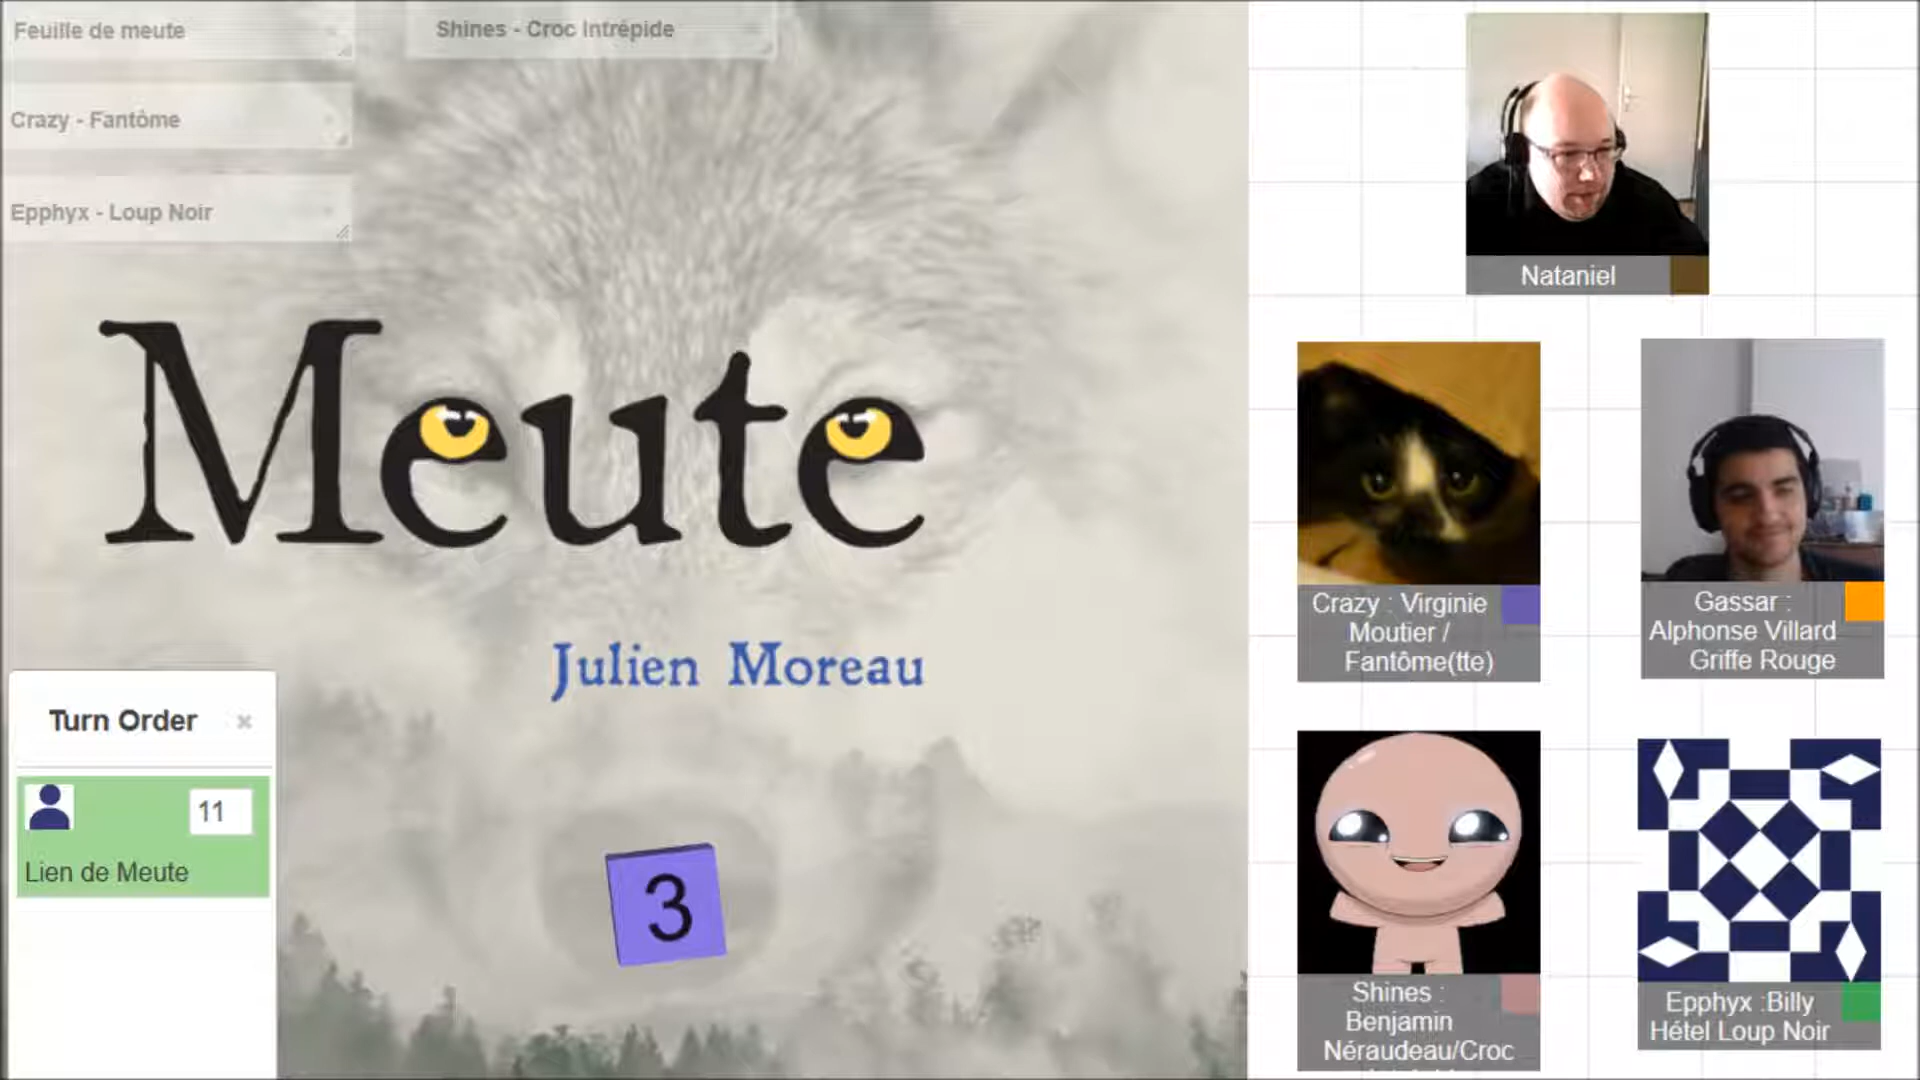 Feuille de meute
Shines - Croc Intrépide
Crazy - Fantôme
Epphyx - Loup Noir
Meute
Julien Moreau
Turn Order
11
Lien de Meute
3
Nataniel
Crazy : Virginie
Moutier /
Fantôme(tte)
Gassar :
Alphonse Villard
Griffe Rouge
Shines :
Benjamin
Néraudeau/Croc
Epphyx :Billy
Hétel Loup Noir